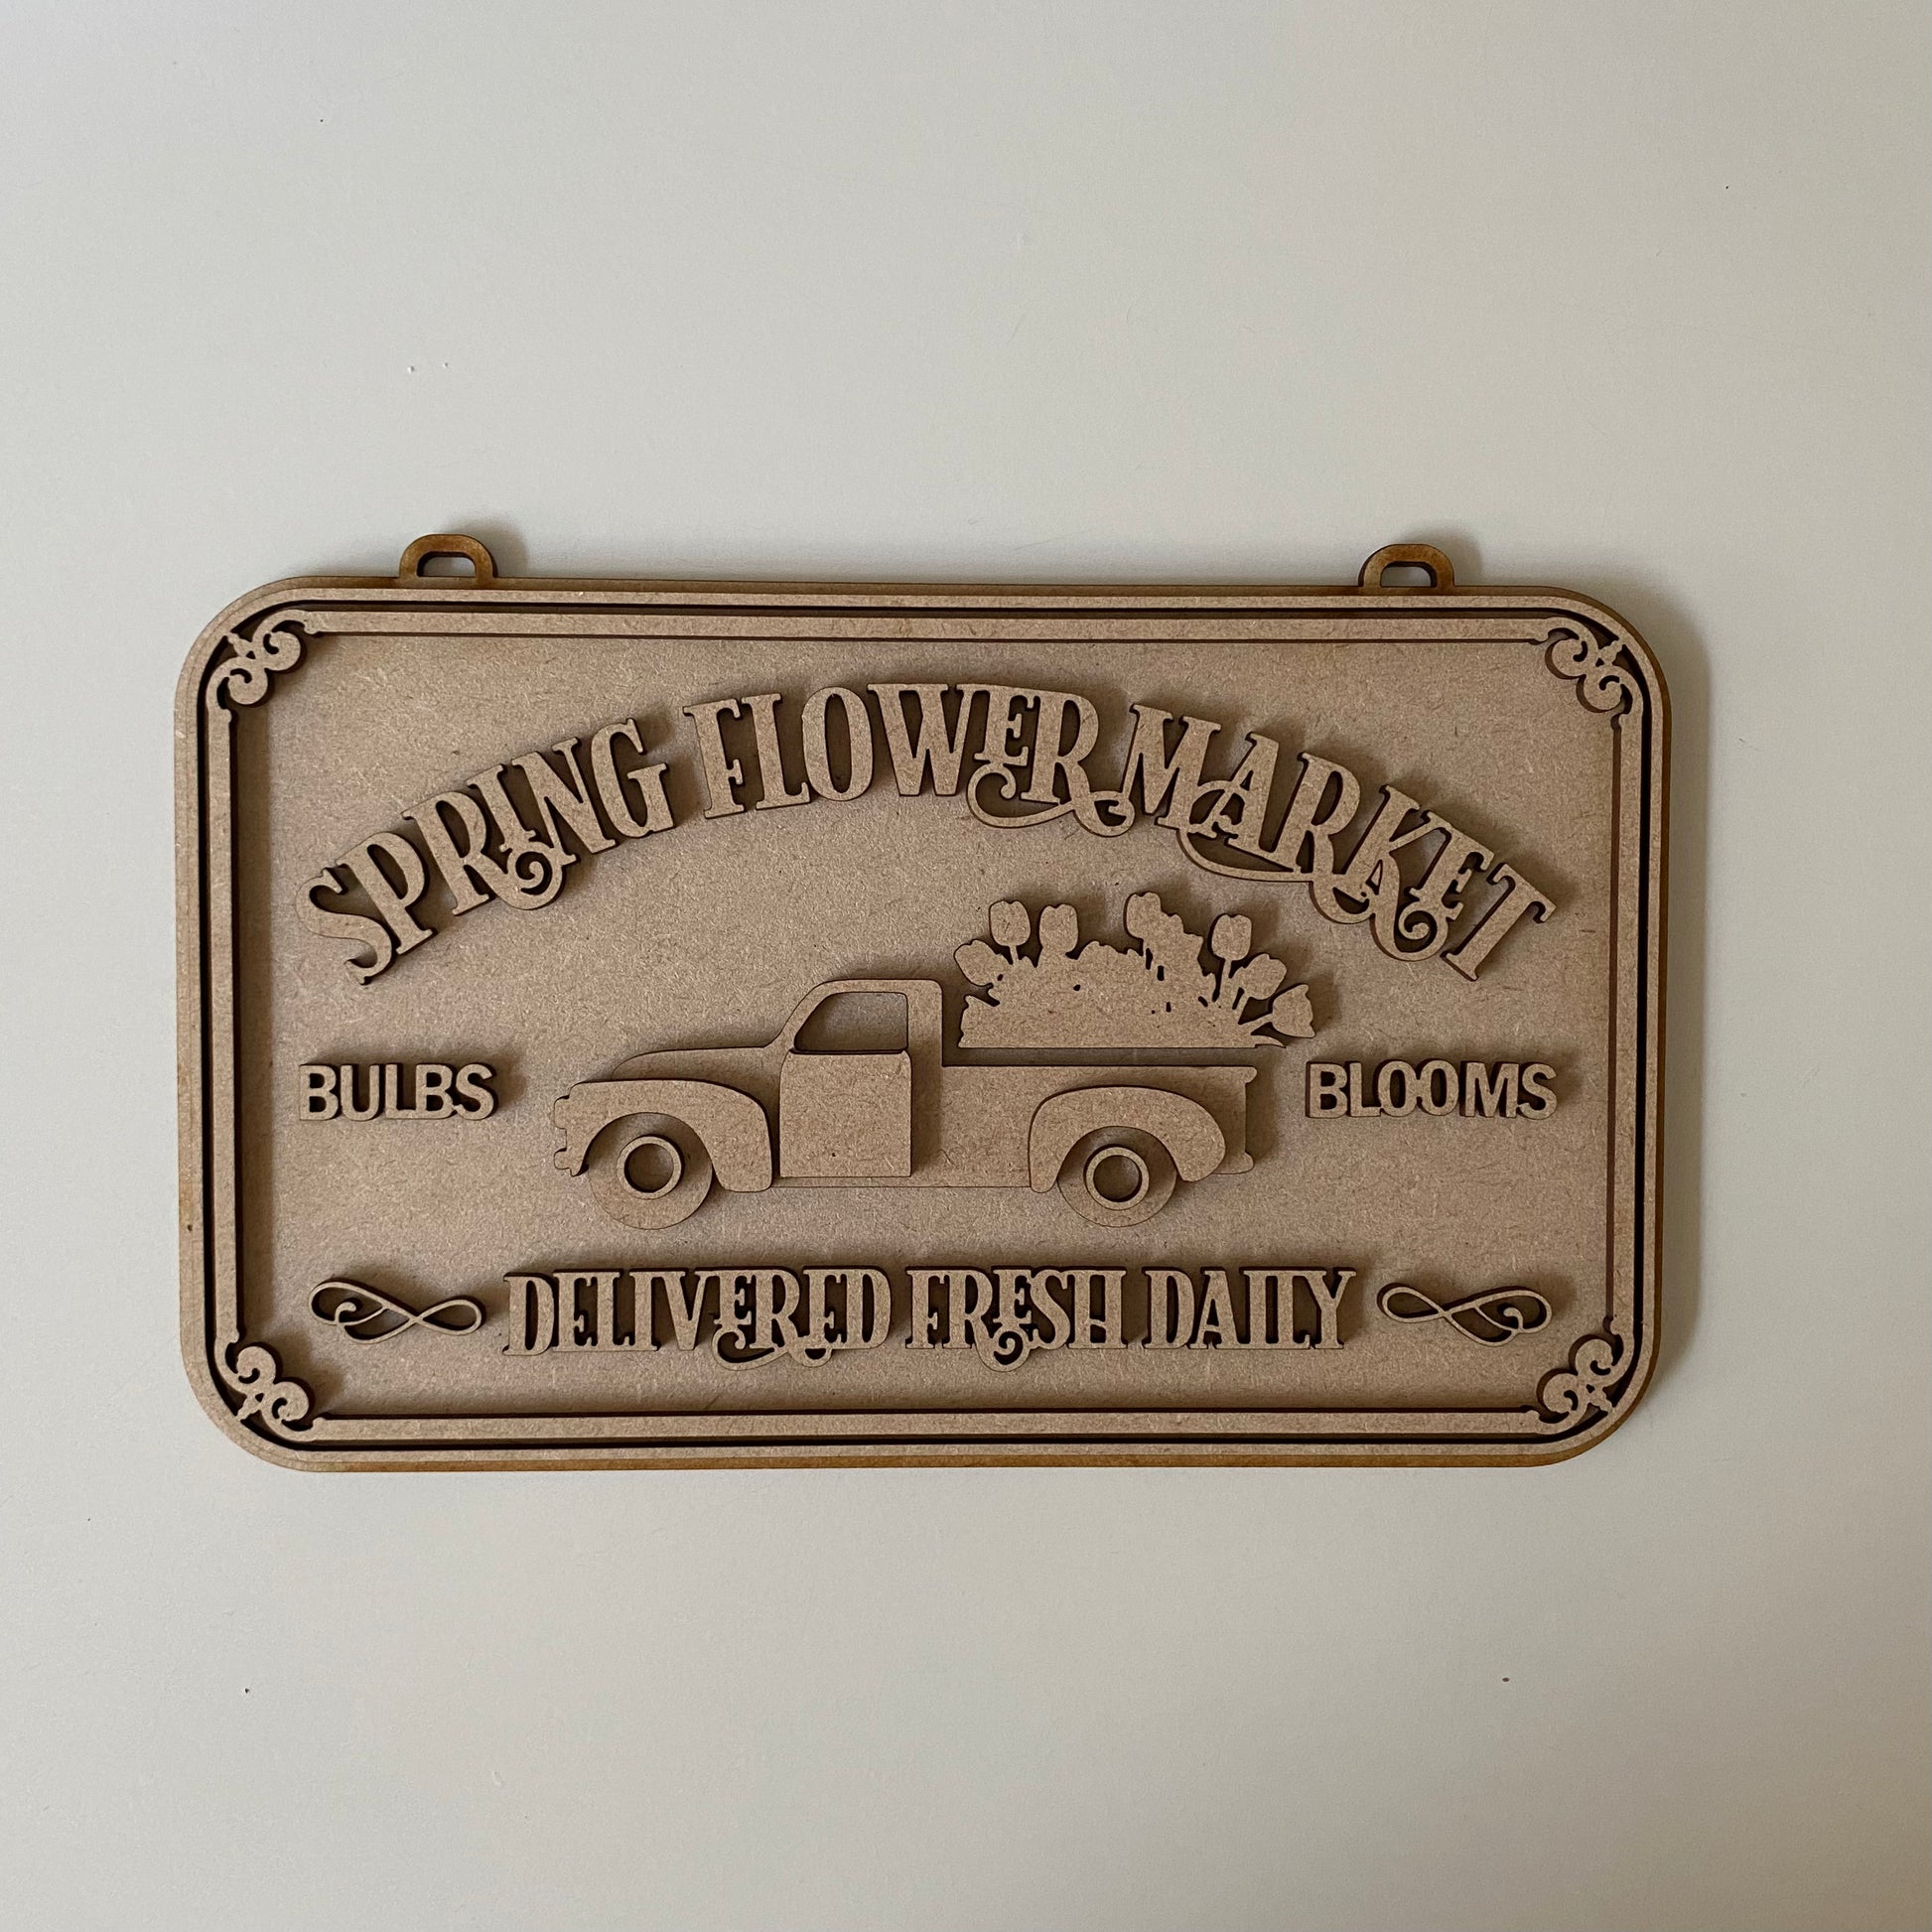 SPRING FLOWER MARKET
BULBS
BLOOMS
DELIVERED FRESH DAILY